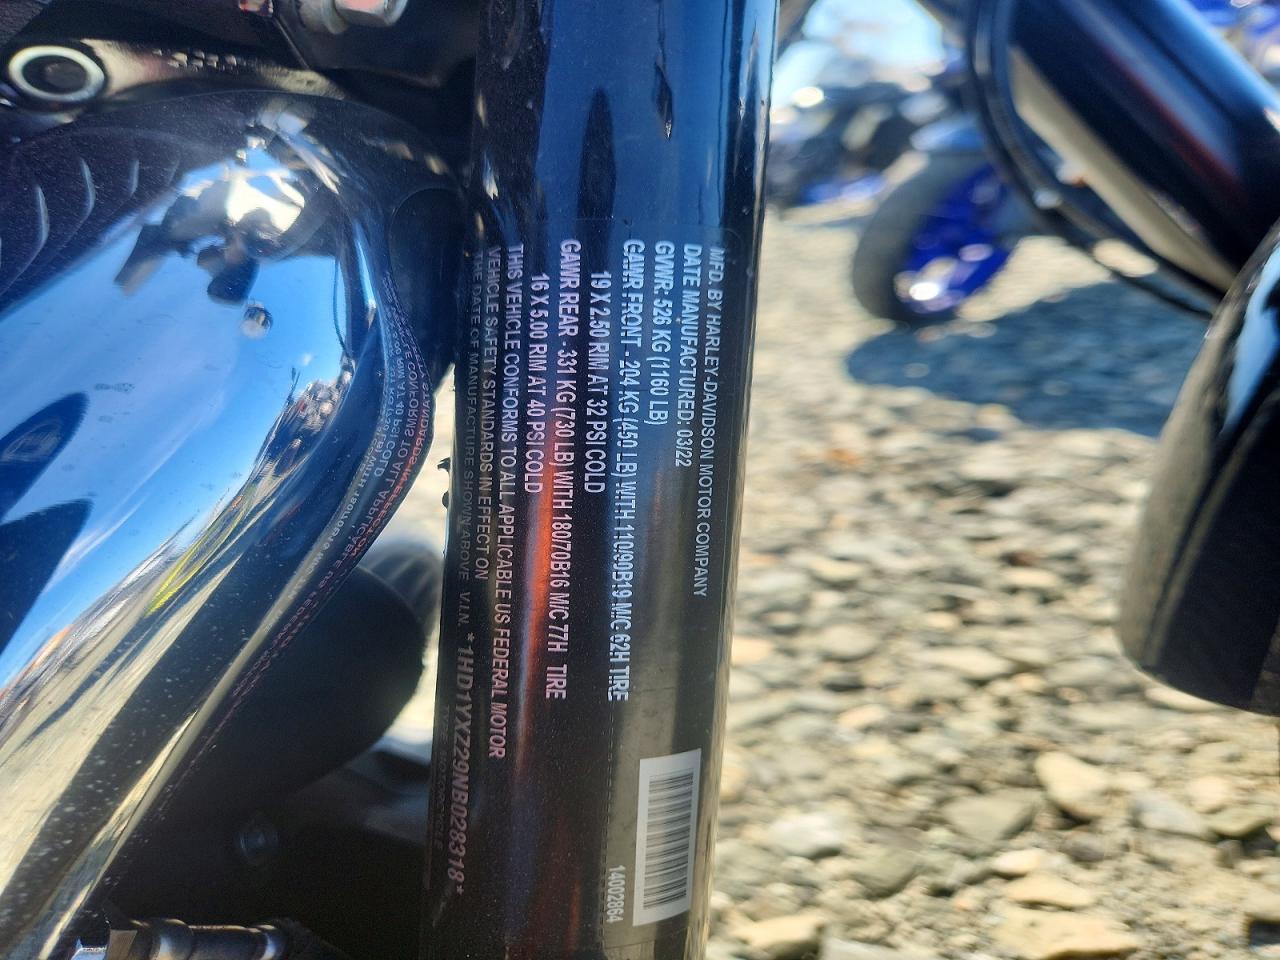 MFD. BY HARLEY-DAVIDSON MOTOR COMPANY
DATE MANUFACTURED: 03/22
GVWR- 526 KG (1160 LB)
GAWR FRONT - 204 KG (450 LB) WITH 110/90B19 M/C 62H TIRE
19 X 2.50 RIM AT 32 PSI COLD
GAWR REAR - 331 KG (730 LB) WITH 180/70B16 M/C 77H TIRE
16 X 5.00 RIM AT 40 PSI COLD
THIS VEHICLE CONFORMS TO ALL APPLICABLE US FEDERAL MOTOR
VEHICLE SAFETY STANDARDS IN EFFECT ON
THE DATE OF MANUFACTURE SHOWN ABOVE V.I.N. *1HD1YXZ29NB028318*
14002864